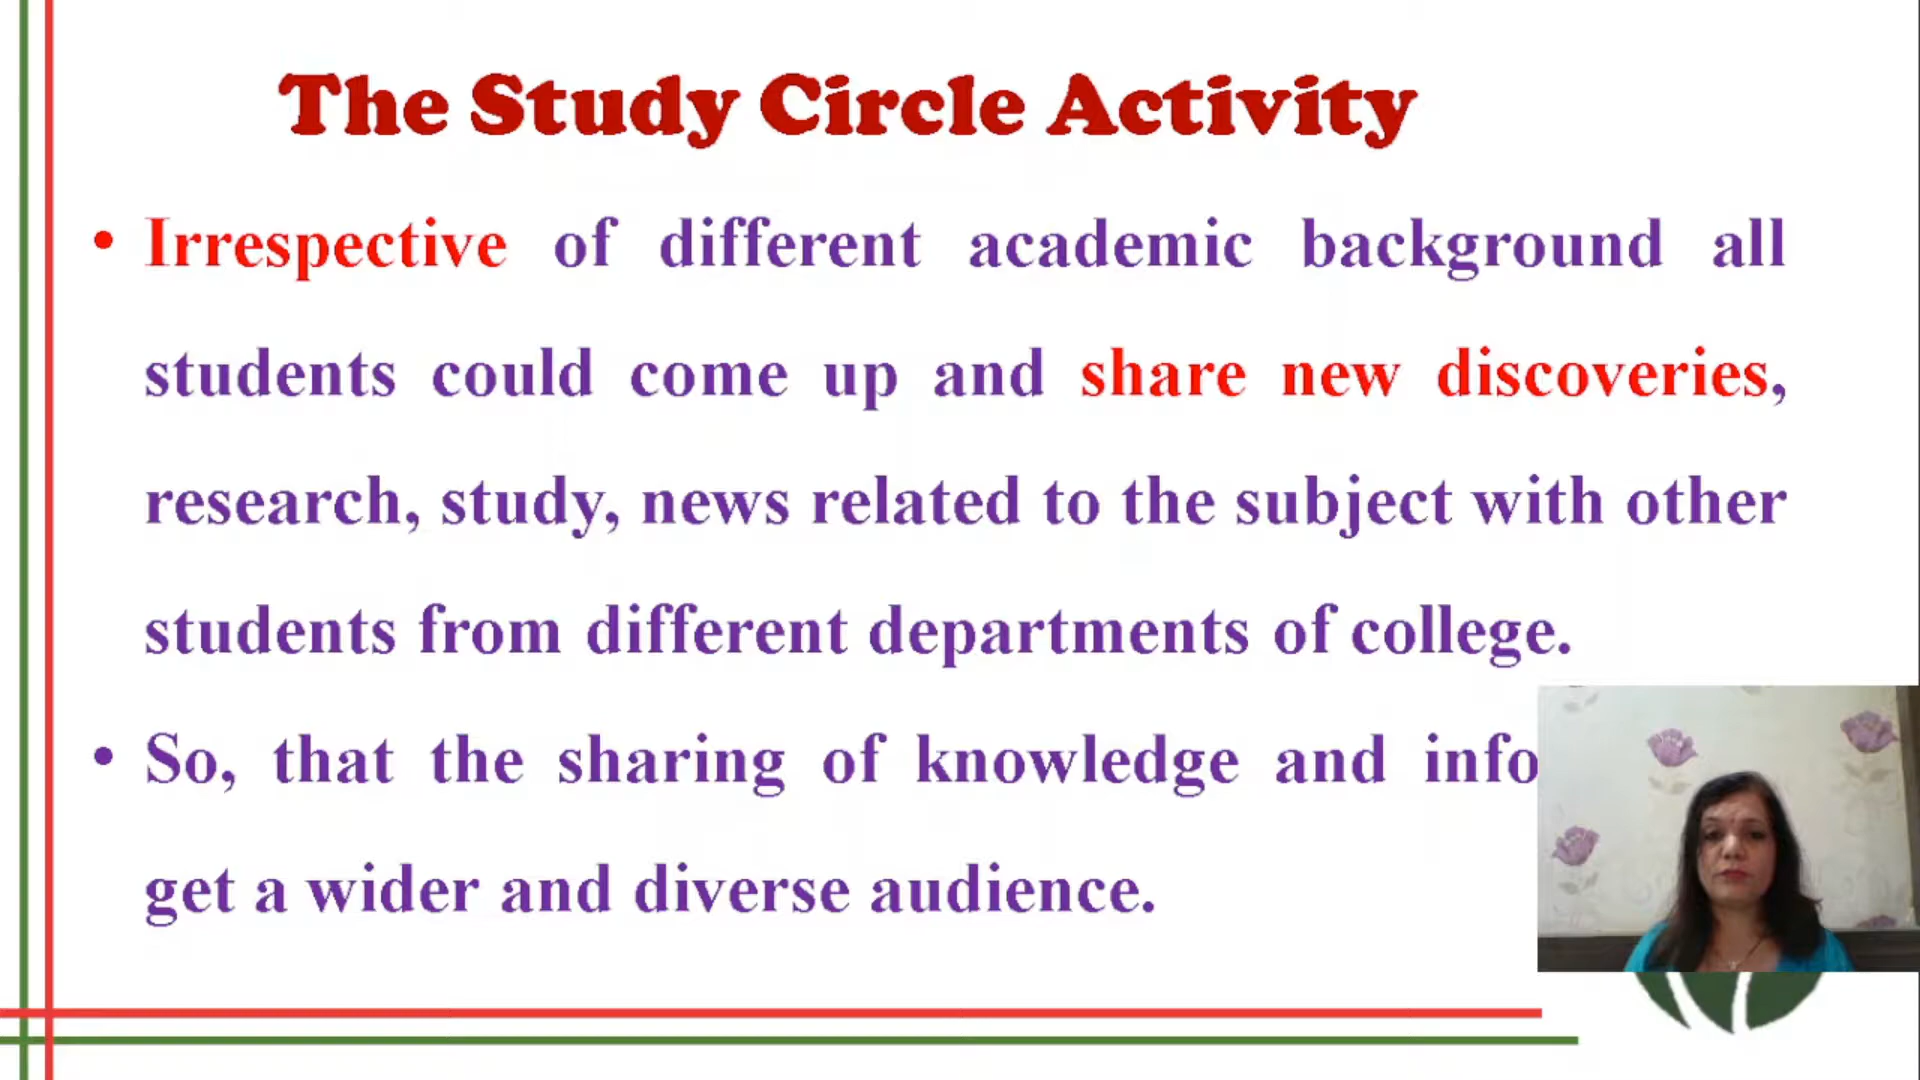 The Study Circle Activity
• Irrespective of different academic background all
students could come up and share new discoveries,
research, study, news related to the subject with other
students from different departments of college.
• So, that the sharing of knowledge and info
get a wider and diverse audience.